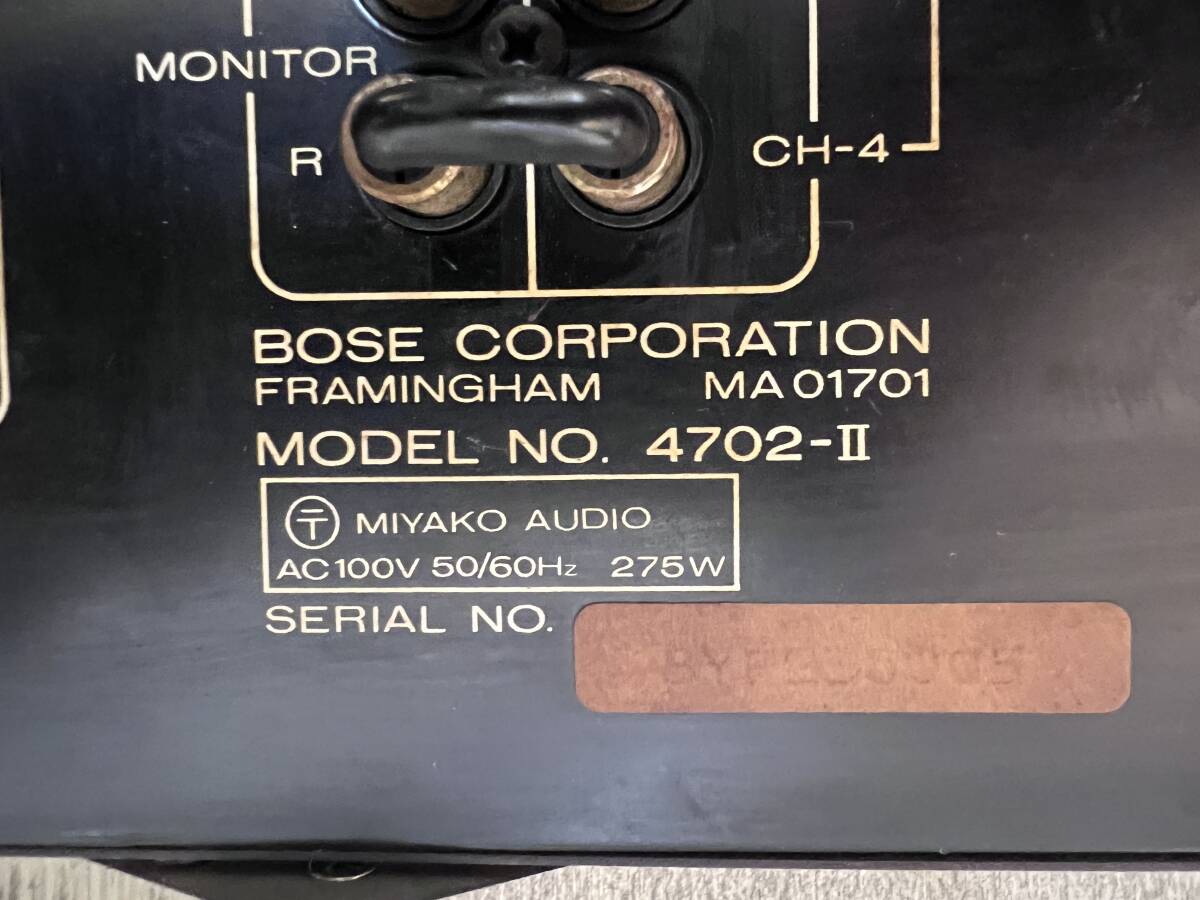 MONITOR
R
CH-4
BOSE CORPORATION
FRAMINGHAM MA 01701
MODEL NO. 4702-II
T MIYAKO AUDIO
AC100V 50/60Hz 275W
SERIAL NO.